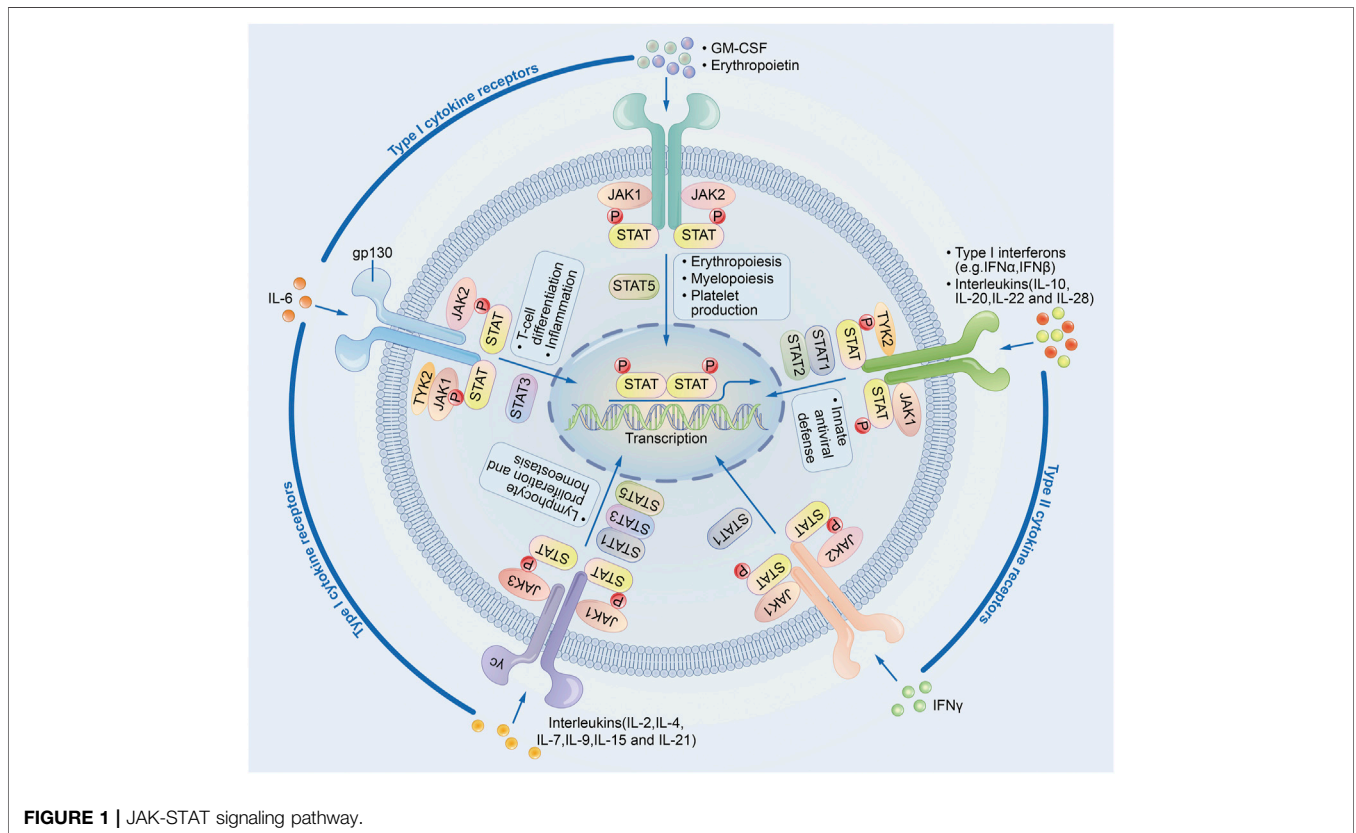 • GM-CSF
• Erythropoietin
Type I cytokine receptors
JAK1
JAK2
P
P
STAT
STAT
STAT5
• Erythropoiesis
• Myelopoiesis
• Platelet
production
gp130
IL-6
JAK2
P
STAT
• T-cell
differentiation
• Inflammation
TYK2
JAK1
P
STAT
STAT3
• Type I interferons
(e.g.IFNα,IFNβ)
• Interleukins(IL-10,
IL-20,IL-22 and IL-28)
TYK2
P
STAT
STAT1
STAT2
JAK1
STAT
P
• Innate
antiviral
defense
P
P
STAT
STAT
Transcription
Type I cytokine receptors
• Lymphocyte
proliferation and
homeostasis
STAT5
STAT3
STAT1
STAT
P
JAK3
STAT
P
JAK1
γc
Interleukins(IL-2,IL-4,
IL-7,IL-9,IL-15 and IL-21)
STAT1
STAT
P
JAK2
P
STAT
JAK1
IFNγ
Type II cytokine receptors
FIGURE 1 | JAK-STAT signaling pathway.